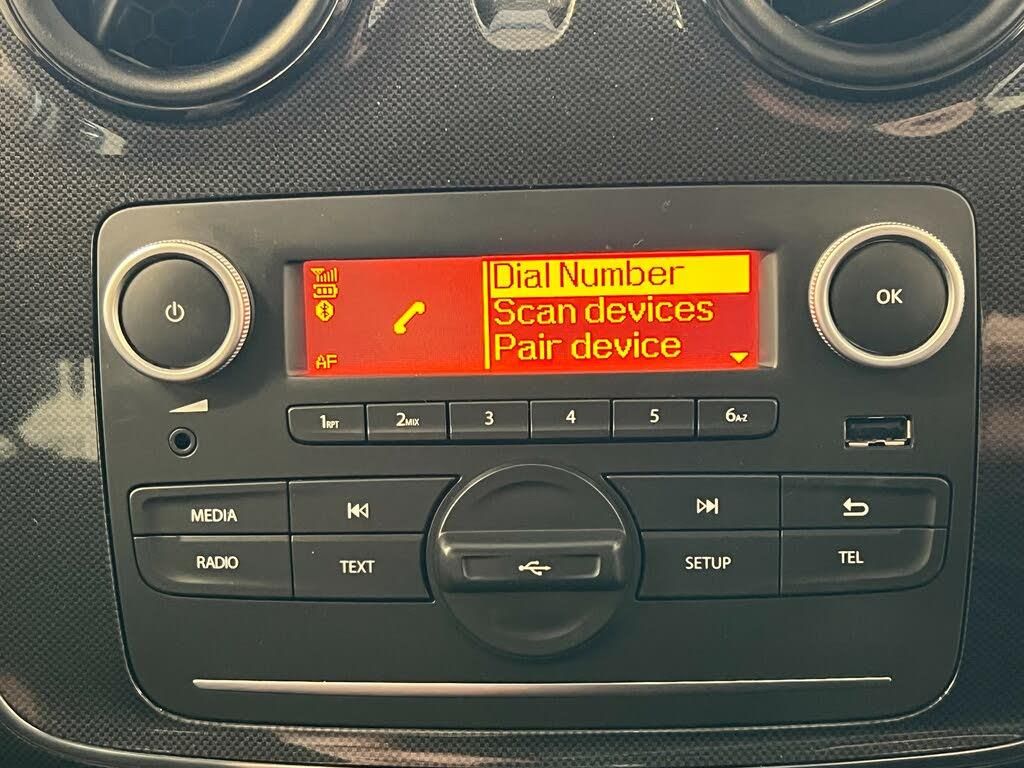 Dial Number
Scan devices
Pair device
AF
OK
1RPT 2MIX 3 4 5 6A-Z
MEDIA
RADIO TEXT SETUP TEL